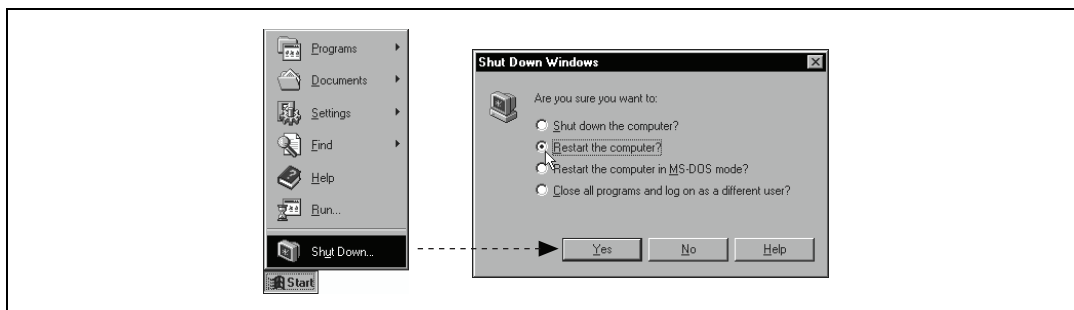 Programs
Documents
Settings
Find
Help
Run...
Shut Down...
Start
Shut Down Windows
Are you sure you want to:
Shut down the computer?
Restart the computer?
Restart the computer in MS-DOS mode?
Close all programs and log on as a different user?
Yes No Help